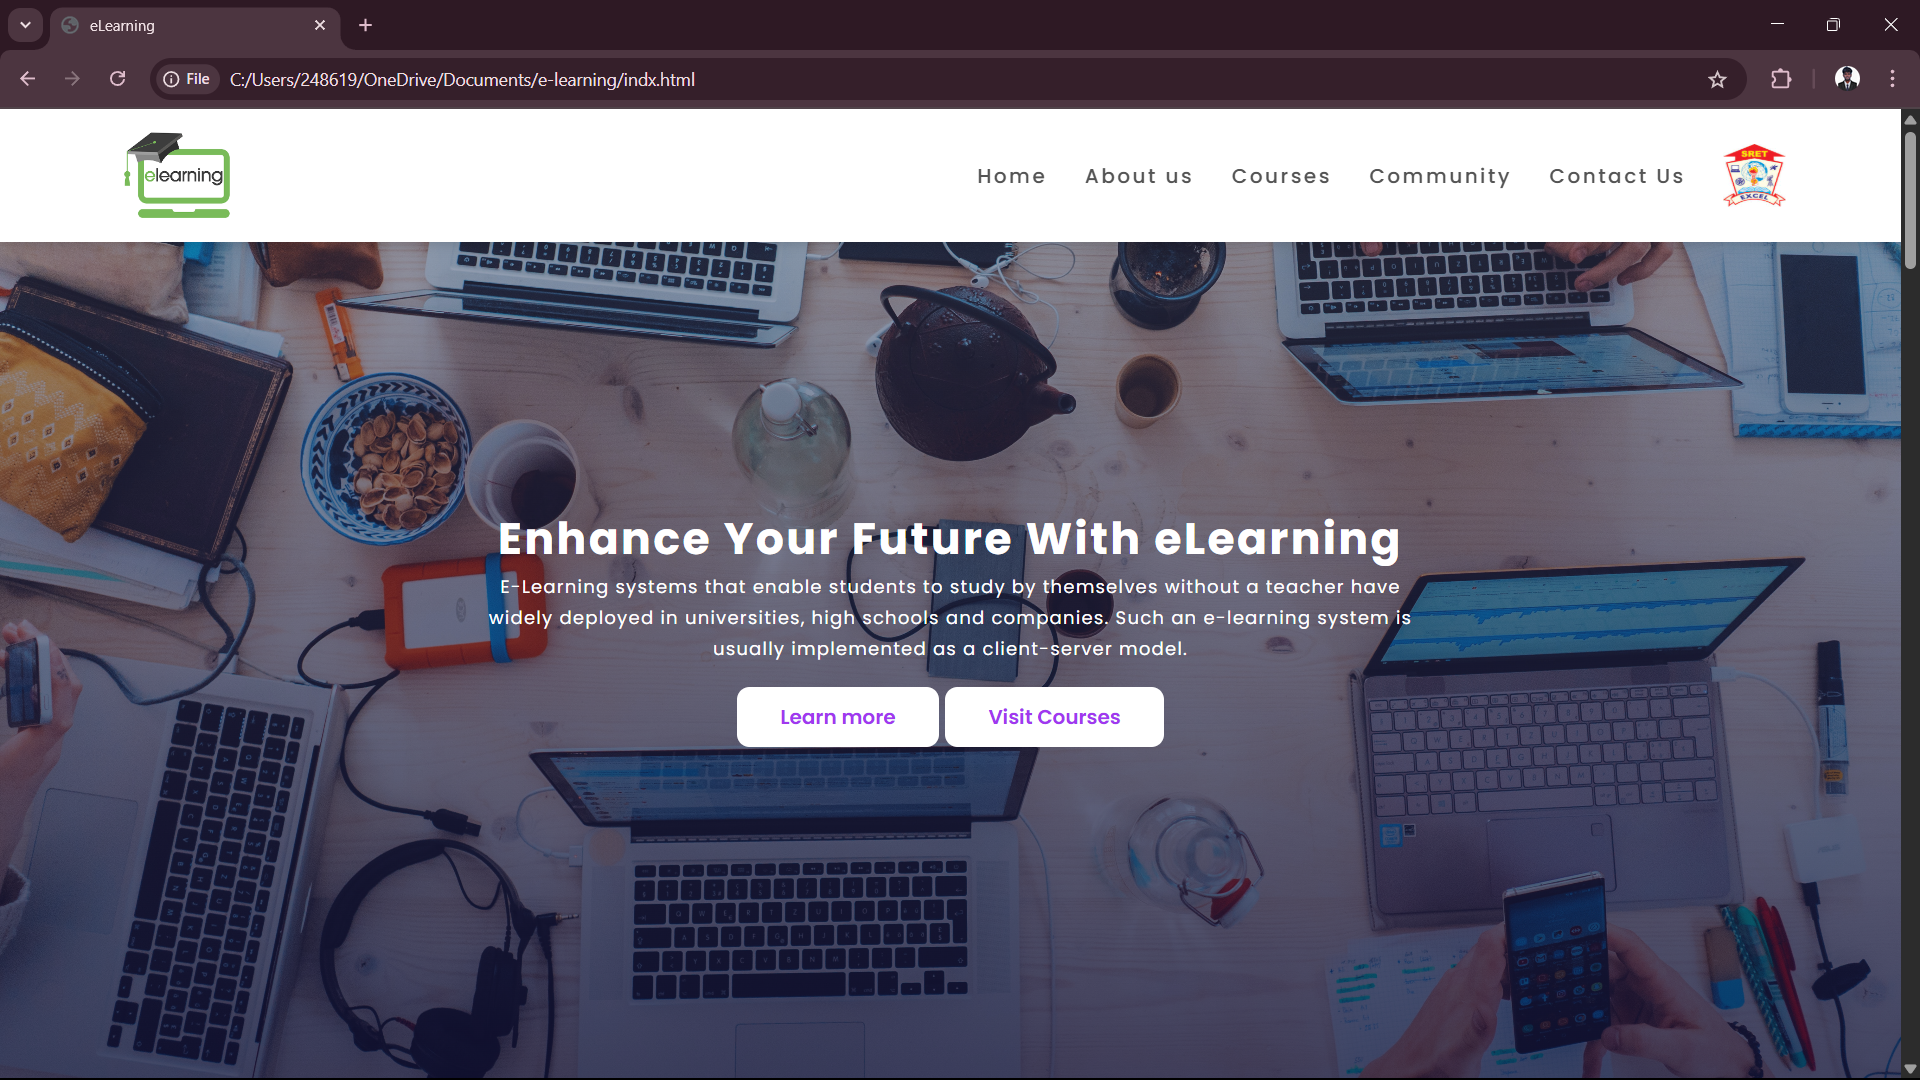 eLearning
File
C:/Users/248619/OneDrive/Documents/e-learning/indx.html
elearning
Home
About us
Courses
Community
Contact Us
SRET
EXCEL
Enhance Your Future With eLearning
E-Learning systems that enable students to study by themselves without a teacher have
widely deployed in universities, high schools and companies. Such an e-learning system is
usually implemented as a client-server model.
Learn more
Visit Courses